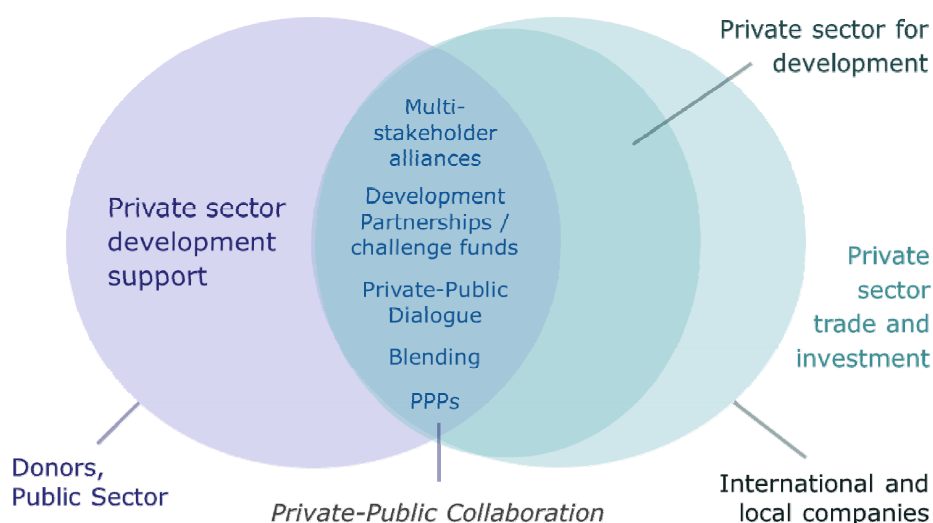 Private sector for
development
Multi-
stakeholder
alliances
Development
Partnerships /
challenge funds
Private sector
development
support
Private-Public
Dialogue
Blending
PPPs
Private
sector
trade and
investment
Donors,
Public Sector
Private-Public Collaboration
International and
local companies